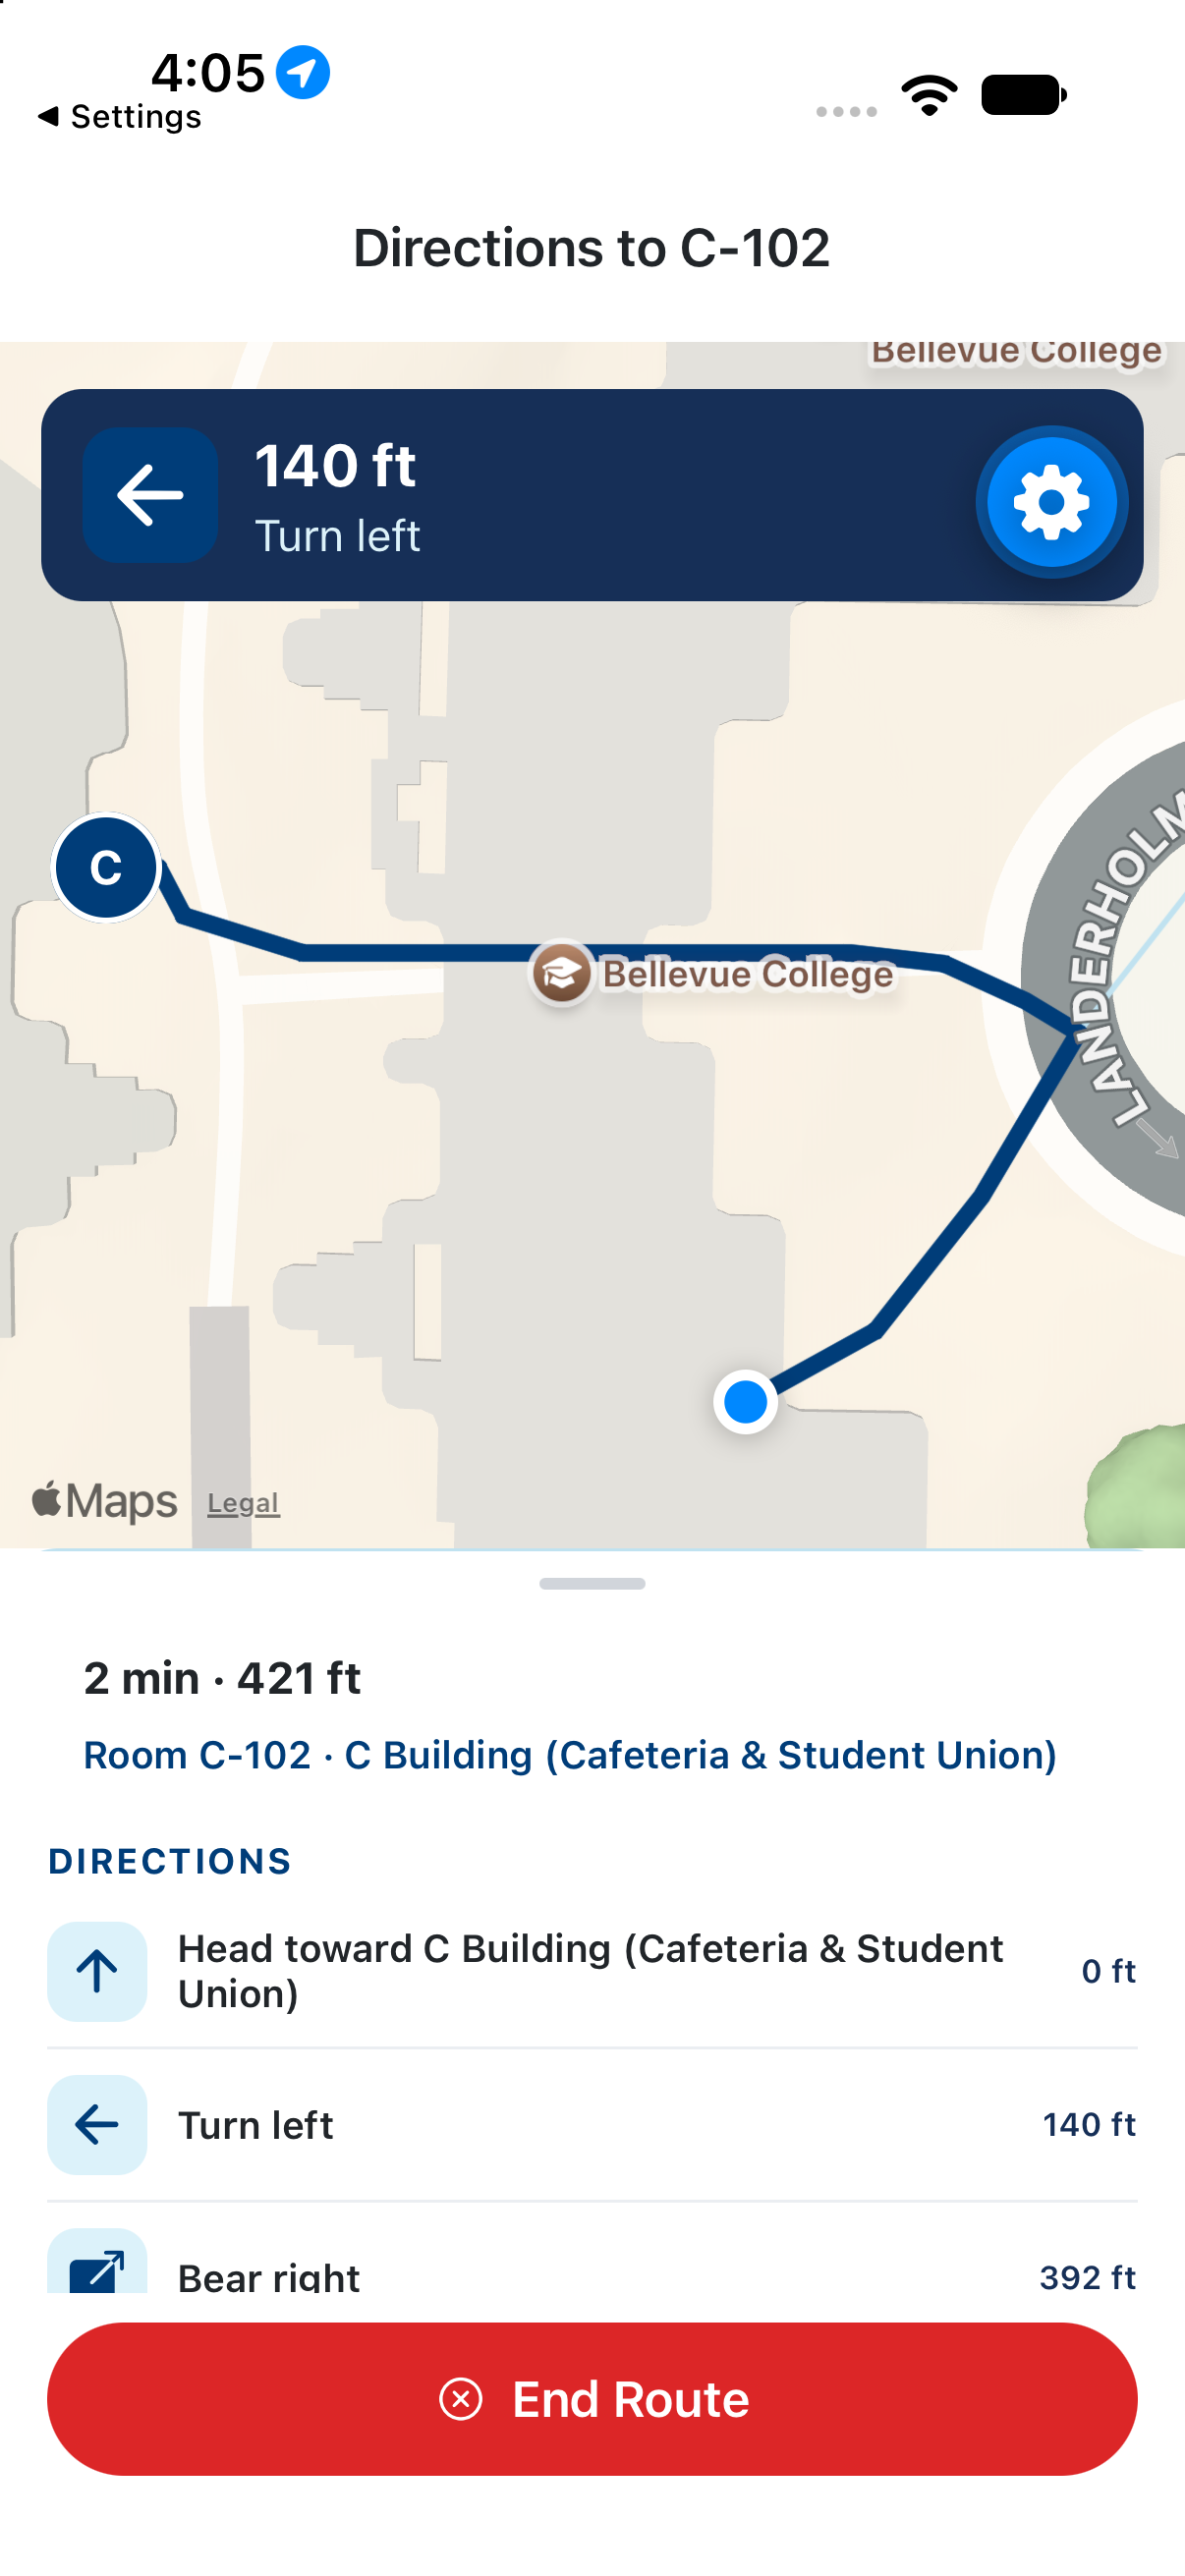 4:05
◀ Settings
Directions to C-102
Bellevue College
140 ft
Turn left
C
Bellevue College
LANDERHOLM
Maps Legal
2 min · 421 ft
Room C-102 · C Building (Cafeteria & Student Union)
DIRECTIONS
Head toward C Building (Cafeteria & Student
Union)
0 ft
Turn left
140 ft
Bear right
392 ft
End Route